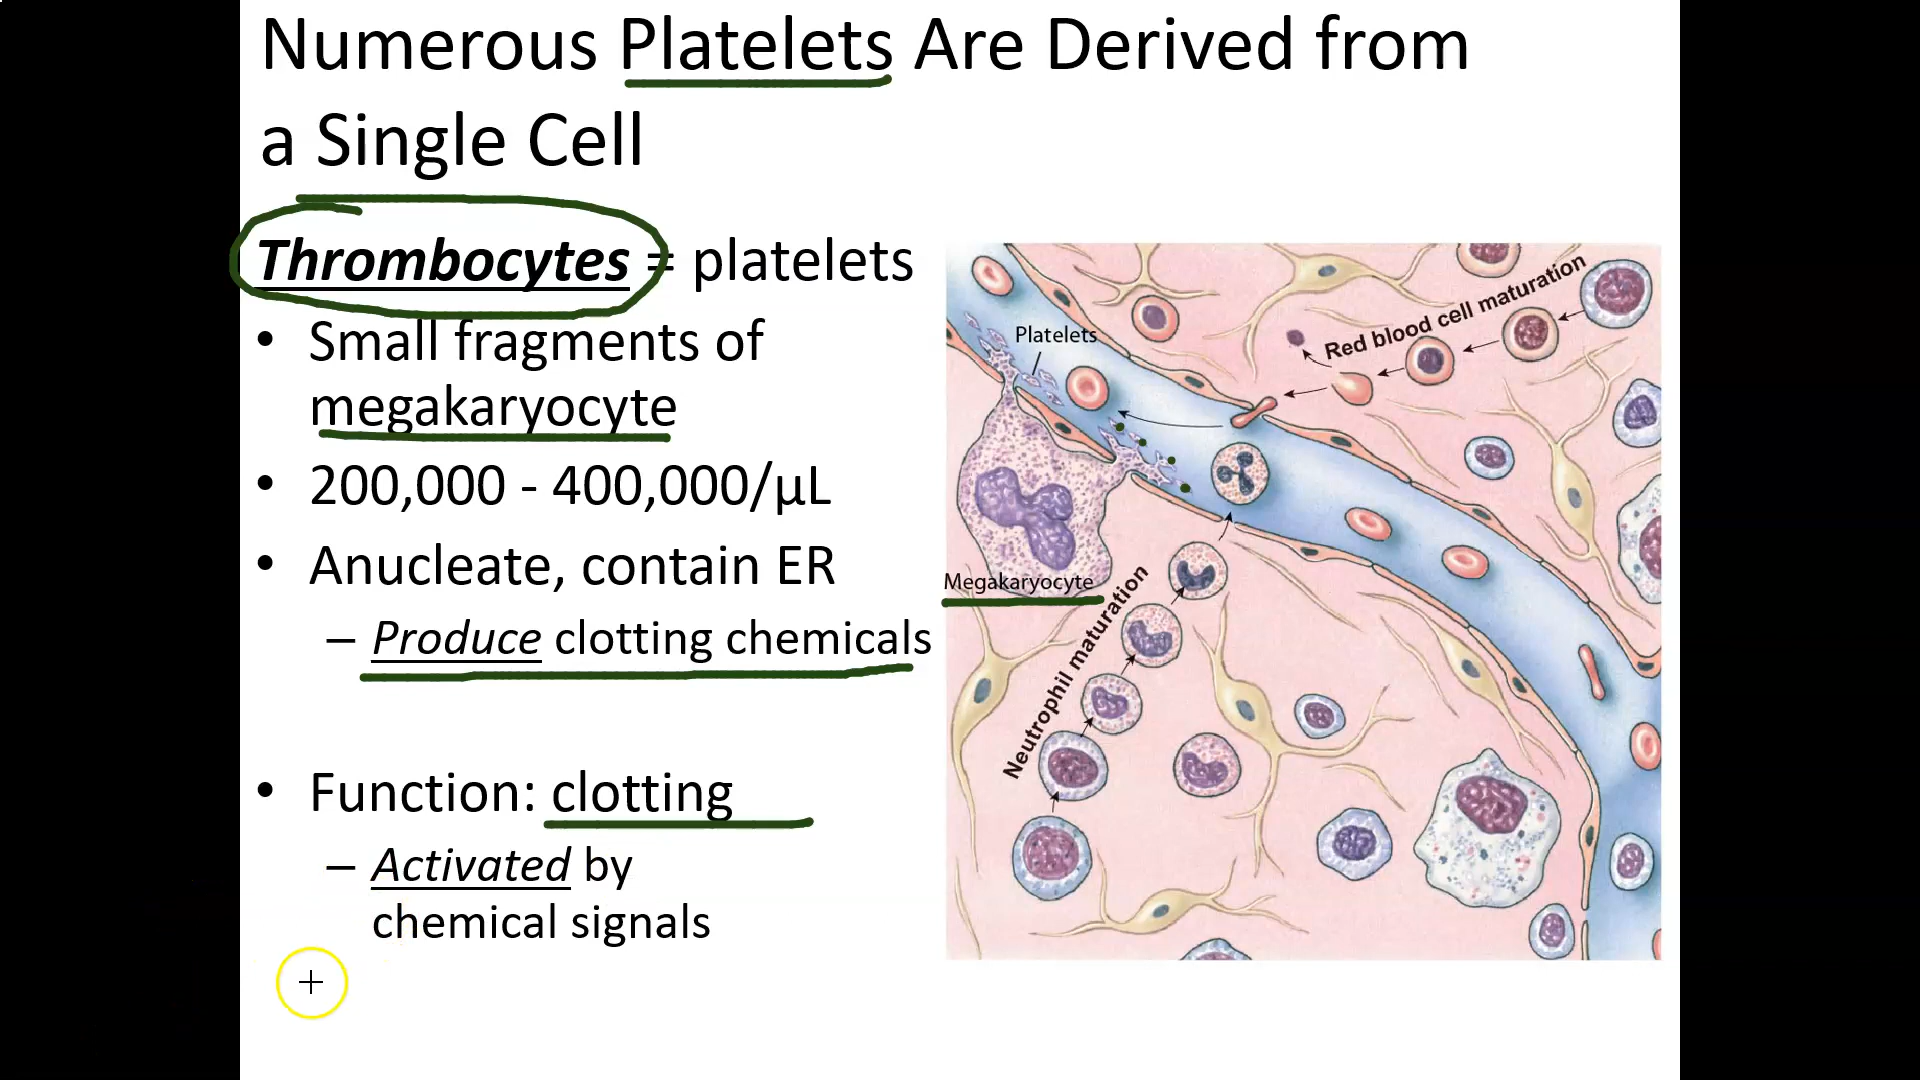 Numerous Platelets Are Derived from
a Single Cell
Thrombocytes = platelets
• Small fragments of
megakaryocyte
• 200,000 - 400,000/µL
• Anucleate, contain ER
– Produce clotting chemicals
• Function: clotting
– Activated by
chemical signals
Platelets
Red blood cell maturation
Megakaryocyte
Neutrophil maturation